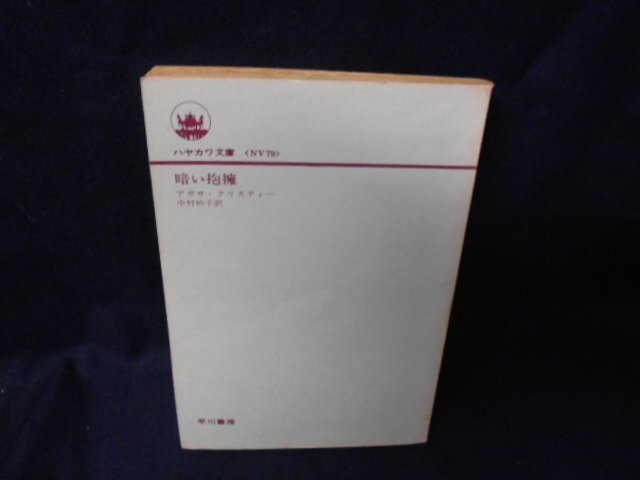 ハヤカワ文庫 〈NV79〉
暗い抱擁
アガサ・クリスティー
中村妙子訳
早川書房